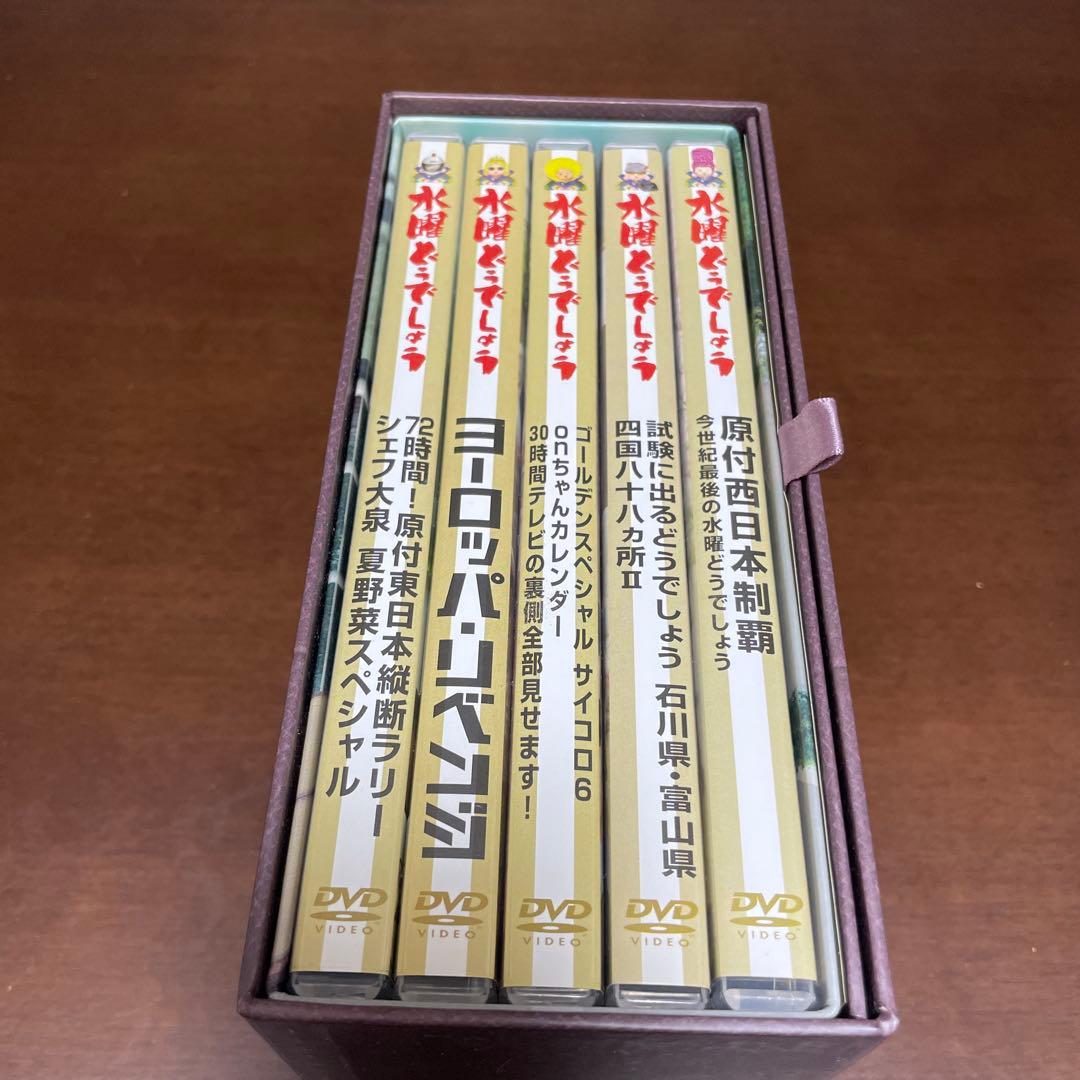 水曜どうでしょう
72時間!原付東日本縦断ラリー
シェフ大泉 夏野菜スペシャル
DVD
VIDEO
水曜どうでしょう
ヨーロッパ・リベンジ
DVD
VIDEO
水曜どうでしょう
ゴールデンスペシャル サイコロ6
onちゃんカレンダー
30時間テレビの裏側全部見せます!
DVD
VIDEO
水曜どうでしょう
試験に出るどうでしょう 石川県・富山県
四国八十八ヵ所II
DVD
VIDEO
水曜どうでしょう
原付西日本制覇
今世紀最後の水曜どうでしょう
DVD
VIDEO